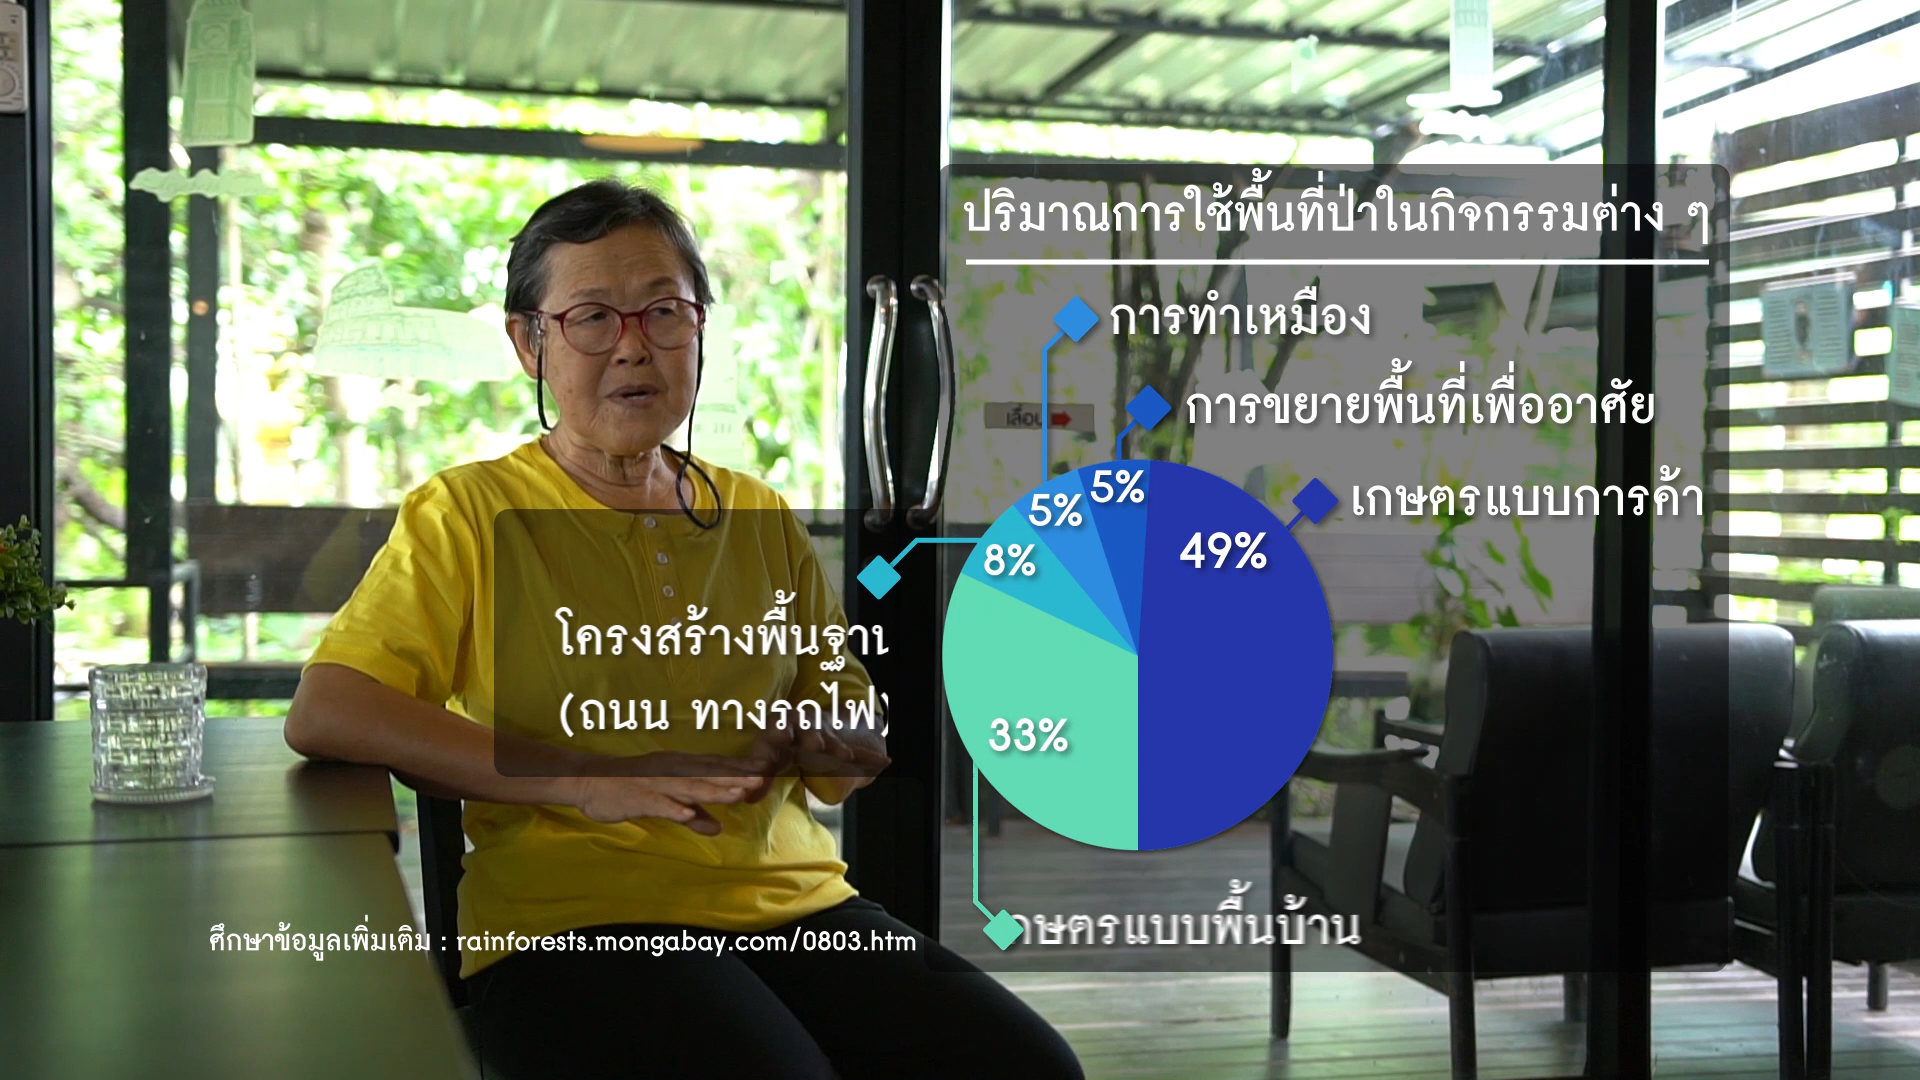 ปริมาณการใช้พื้นที่ป่าในกิจกรรมต่าง ๆ
การทำเหมือง
การขยายพื้นที่เพื่ออาศัย
เลื่อน
เกษตรแบบการค้า
5%
5%
8%
49%
โครงสร้างพื้นฐาน
(ถนน ทางรถไฟ)
33%
เกษตรแบบพื้นบ้าน
ศึกษาข้อมูลเพิ่มเติม : rainforests.mongabay.com/0803.htm